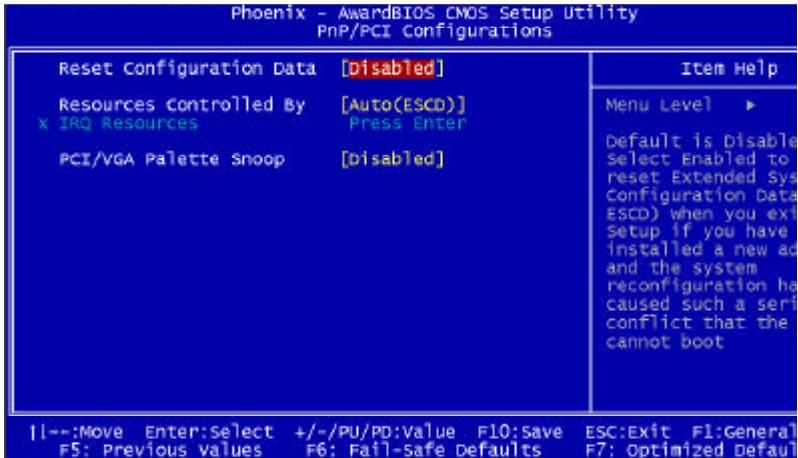 Phoenix - AwardBIOS CMOS Setup Utility
PnP/PCI Configurations
Reset Configuration Data [Disabled]
Resources Controlled By [Auto(ESCD)]
x IRQ Resources Press Enter
PCI/VGA Palette Snoop [Disabled]
Item Help
Menu Level ▶
Default is Disable
Select Enabled to
reset Extended Sys
Configuration Data
ESCD) when you exi
Setup if you have
installed a new ad
and the system
reconfiguration ha
caused such a seri
conflict that the
cannot boot
↑↓←→:Move Enter:Select +/-/PU/PD:Value F10:Save ESC:Exit F1:General
F5: Previous Values F6: Fail-Safe Defaults F7: Optimized Defaul